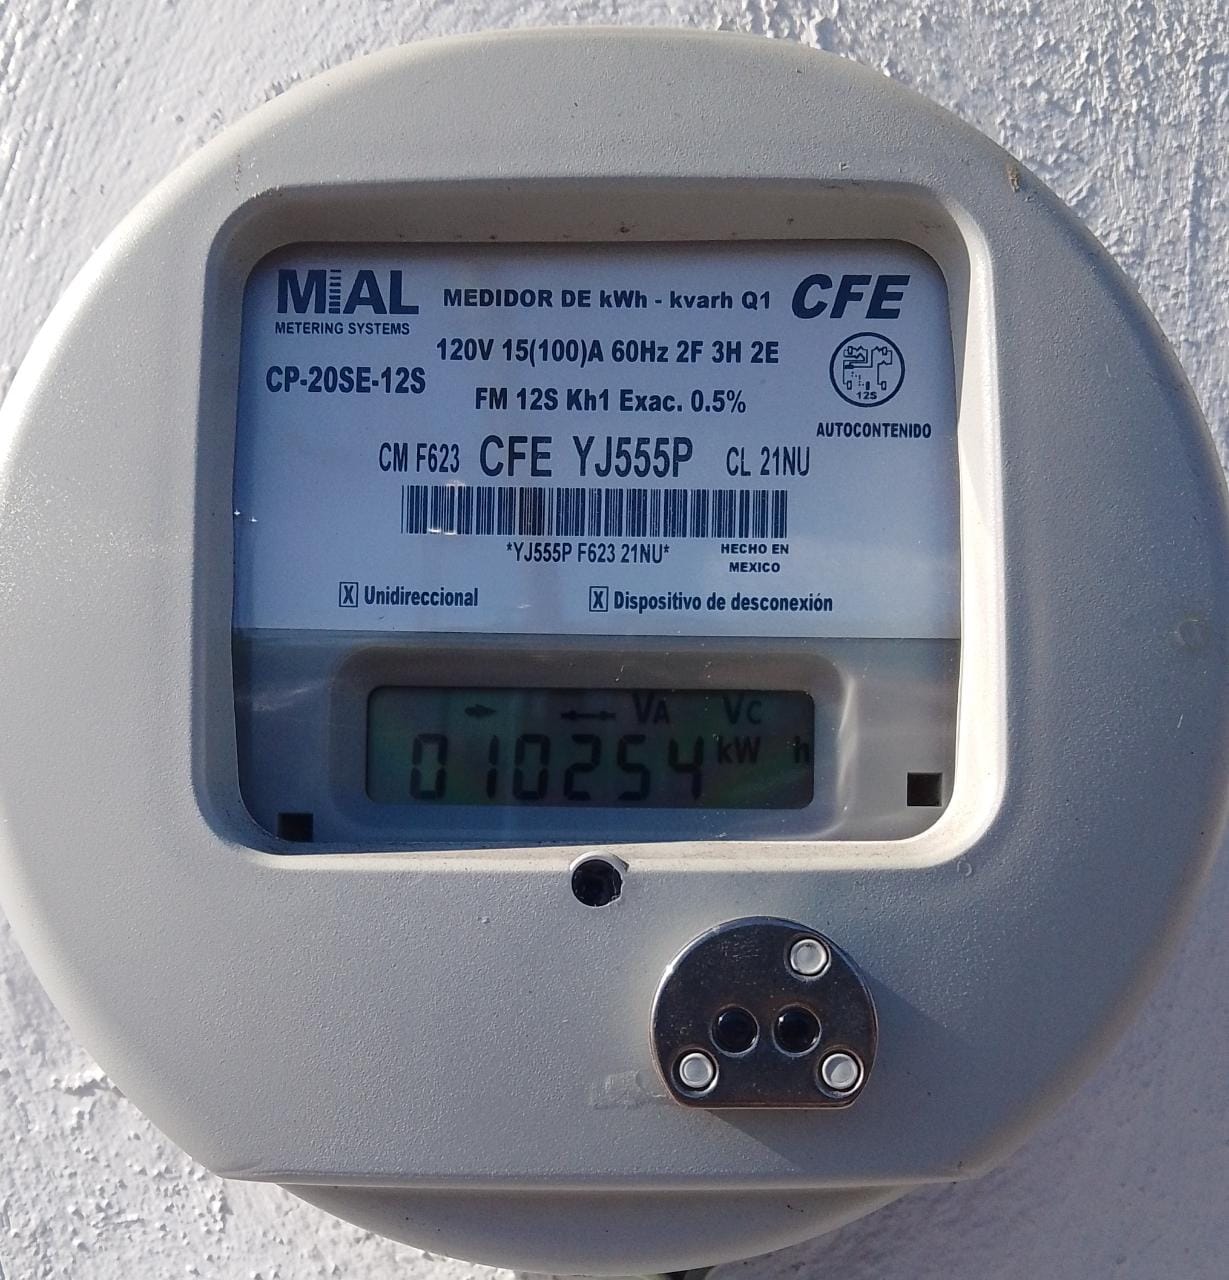 MIAL
METERING SYSTEMS
MEDIDOR DE kWh - kvarh Q1
CFE
120V 15(100)A 60Hz 2F 3H 2E
CP-20SE-12S
FM 12S Kh1 Exac. 0.5%
12S
AUTOCONTENIDO
CM F623 CFE YJ555P CL 21NU
*YJ555P F623 21NU*
HECHO EN
MEXICO
X Unidireccional
X Dispositivo de desconexión
VA VC
010254 kW h